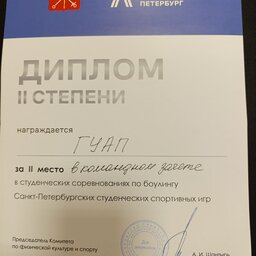 ПЕТЕРБУРГ
ДИПЛОМ
II СТЕПЕНИ
награждается
ГУАП
за II место в командном зачете
в студенческих соревнованиях по боулингу
Санкт-Петербургских студенческих спортивных игр
Председатель Комитета
по физической культуре и спорту
А. И. Шантырь